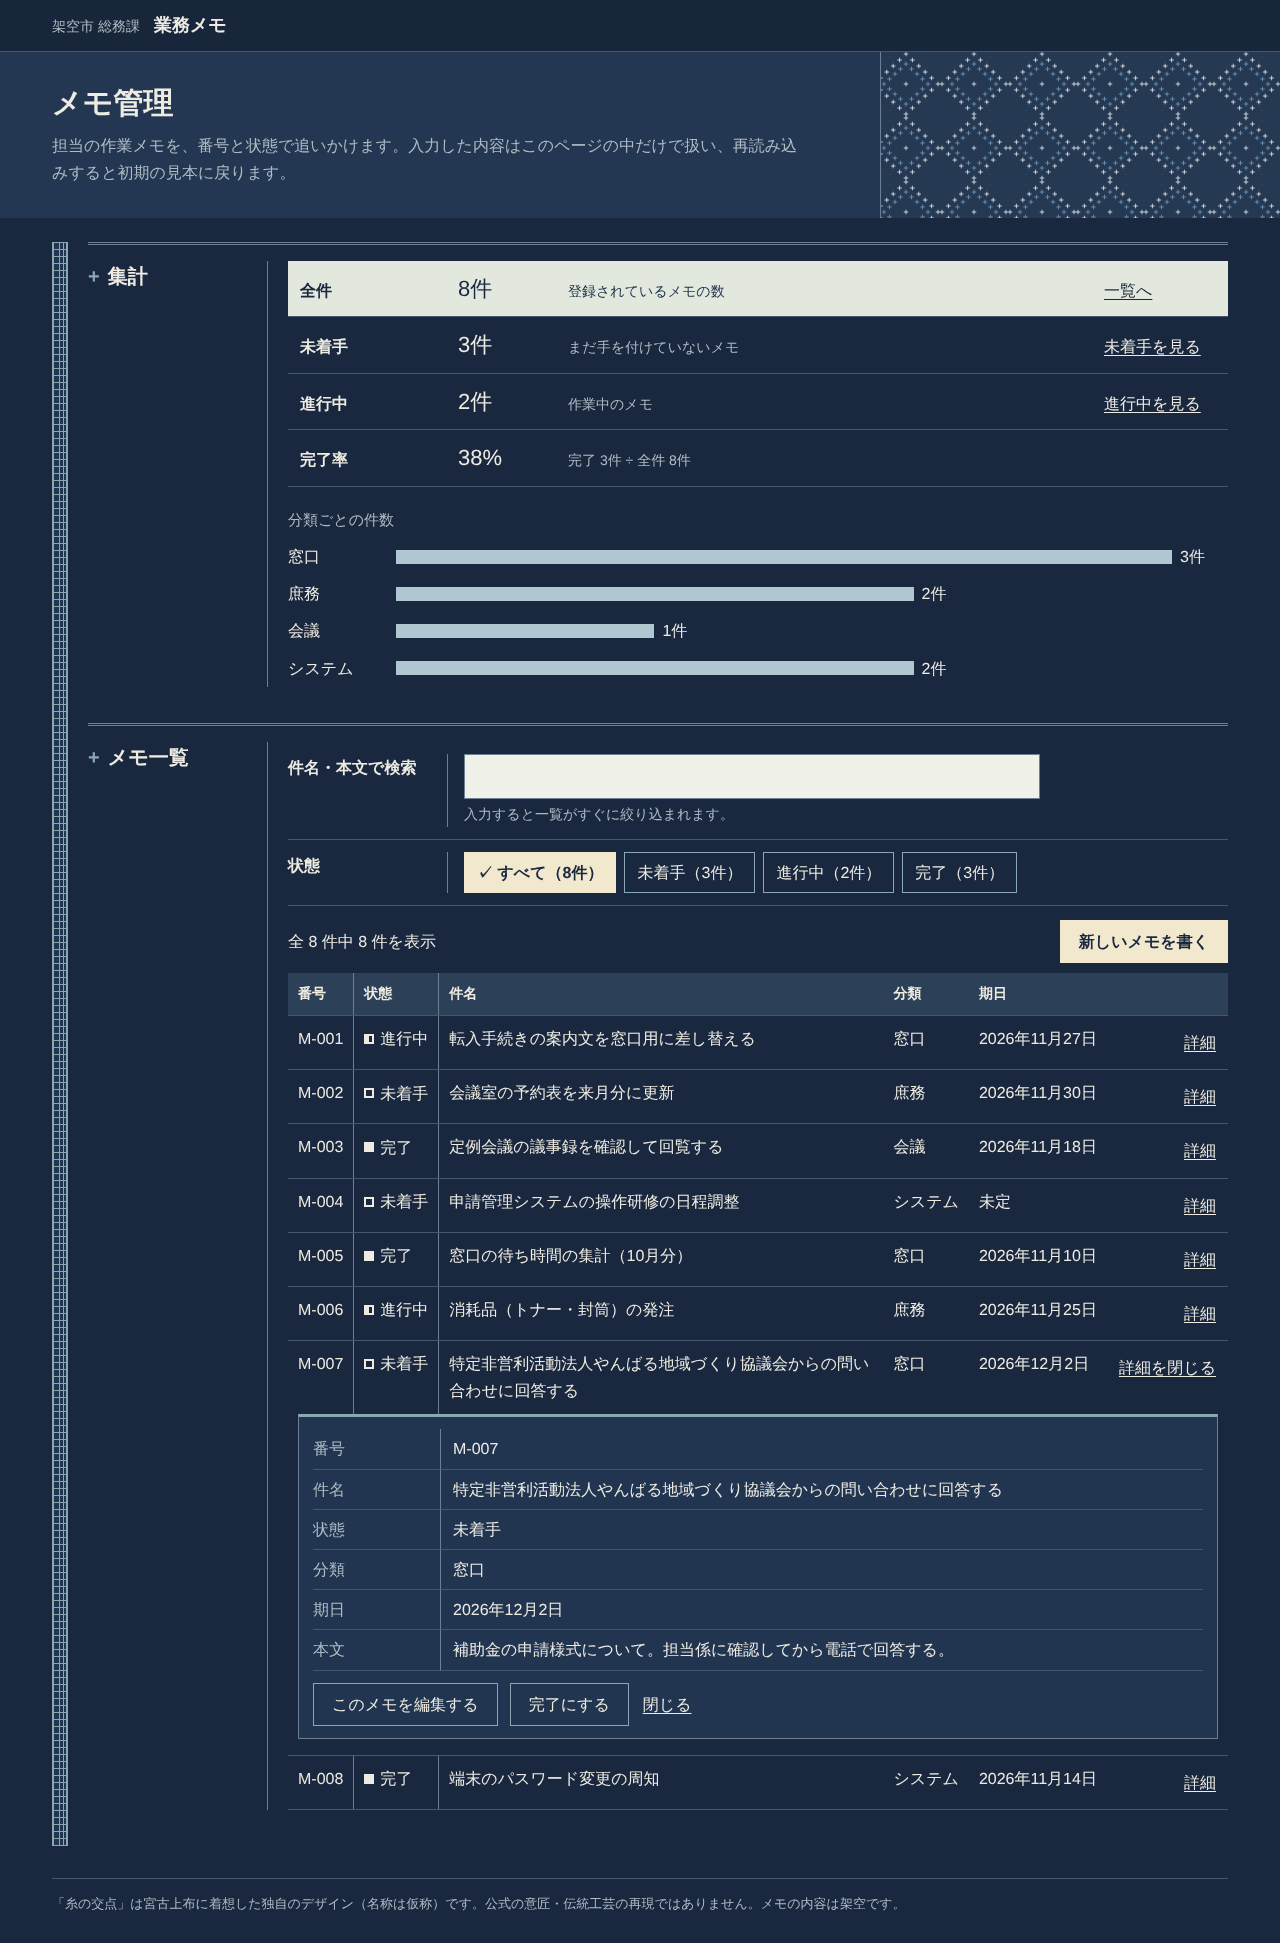 架空市 総務課 業務メモ
メモ管理
担当の作業メモを、番号と状態で追いかけます。入力した内容はこのページの中だけで扱い、再読み込
みすると初期の見本に戻ります。
+ 集計
全件 8件 登録されているメモの数 一覧へ
未着手 3件 まだ手を付けていないメモ 未着手を見る
進行中 2件 作業中のメモ 進行中を見る
完了率 38% 完了 3件 ÷ 全件 8件
分類ごとの件数
窓口 3件
庶務 2件
会議 1件
システム 2件
+ メモ一覧
件名・本文で検索
入力すると一覧がすぐに絞り込まれます。
状態 ✓ すべて（8件） 未着手（3件） 進行中（2件） 完了（3件）
全 8 件中 8 件を表示 新しいメモを書く
番号 状態 件名 分類 期日
M-001 進行中 転入手続きの案内文を窓口用に差し替える 窓口 2026年11月27日 詳細
M-002 未着手 会議室の予約表を来月分に更新 庶務 2026年11月30日 詳細
M-003 完了 定例会議の議事録を確認して回覧する 会議 2026年11月18日 詳細
M-004 未着手 申請管理システムの操作研修の日程調整 システム 未定 詳細
M-005 完了 窓口の待ち時間の集計（10月分） 窓口 2026年11月10日 詳細
M-006 進行中 消耗品（トナー・封筒）の発注 庶務 2026年11月25日 詳細
M-007 未着手 特定非営利活動法人やんばる地域づくり協議会からの問い 窓口 2026年12月2日 詳細を閉じる
合わせに回答する
番号 M-007
件名 特定非営利活動法人やんばる地域づくり協議会からの問い合わせに回答する
状態 未着手
分類 窓口
期日 2026年12月2日
本文 補助金の申請様式について。担当係に確認してから電話で回答する。
このメモを編集する 完了にする 閉じる
M-008 完了 端末のパスワード変更の周知 システム 2026年11月14日 詳細
「糸の交点」は宮古上布に着想した独自のデザイン（名称は仮称）です。公式の意匠・伝統工芸の再現ではありません。メモの内容は架空です。